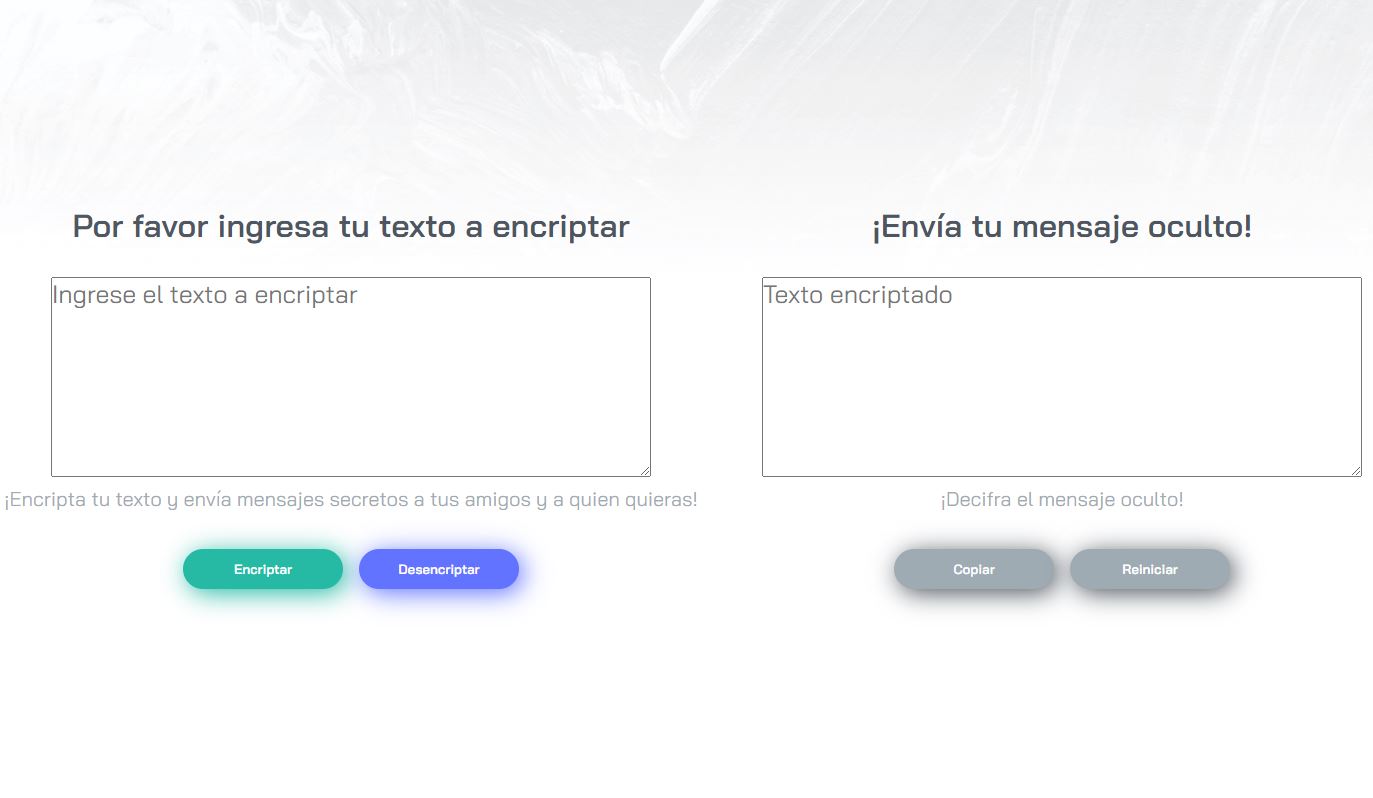 Por favor ingresa tu texto a encriptar
Ingrese el texto a encriptar
¡Encripta tu texto y envía mensajes secretos a tus amigos y a quien quieras!
Encriptar
Desencriptar
¡Envía tu mensaje oculto!
Texto encriptado
¡Decifra el mensaje oculto!
Copiar
Reiniciar